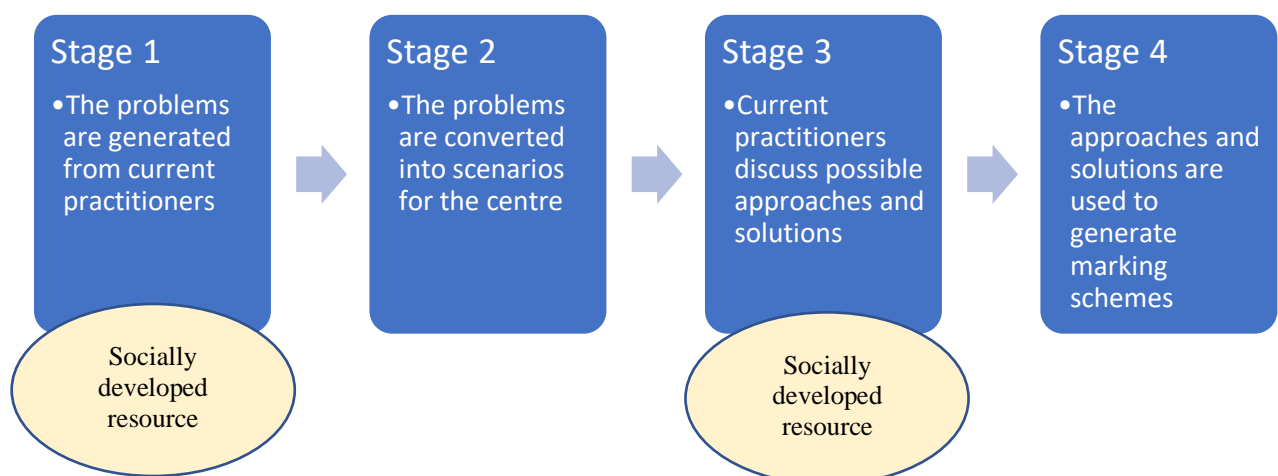 Stage 1
•The problems
are generated
from current
practitioners
Socially
developed
resource
Stage 2
•The problems
are converted
into scenarios
for the centre
Stage 3
•Current
practitioners
discuss possible
approaches and
solutions
Socially
developed
resource
Stage 4
•The
approaches and
solutions are
used to
generate
marking
schemes